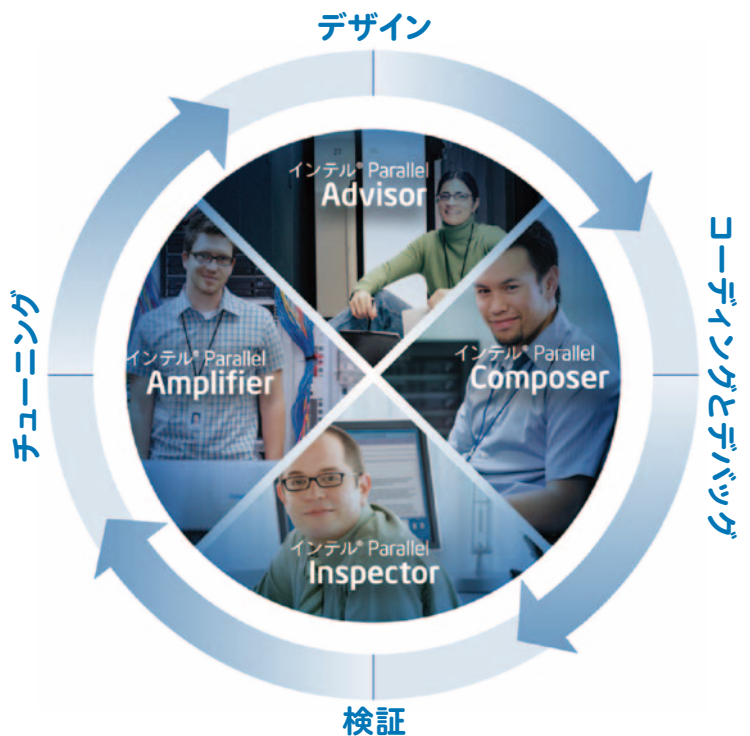 デザイン
インテル® Parallel
Advisor
コーディングとデバッグ
インテル® Parallel
Composer
検証
インテル® Parallel
Inspector
チューニング
インテル® Parallel
Amplifier